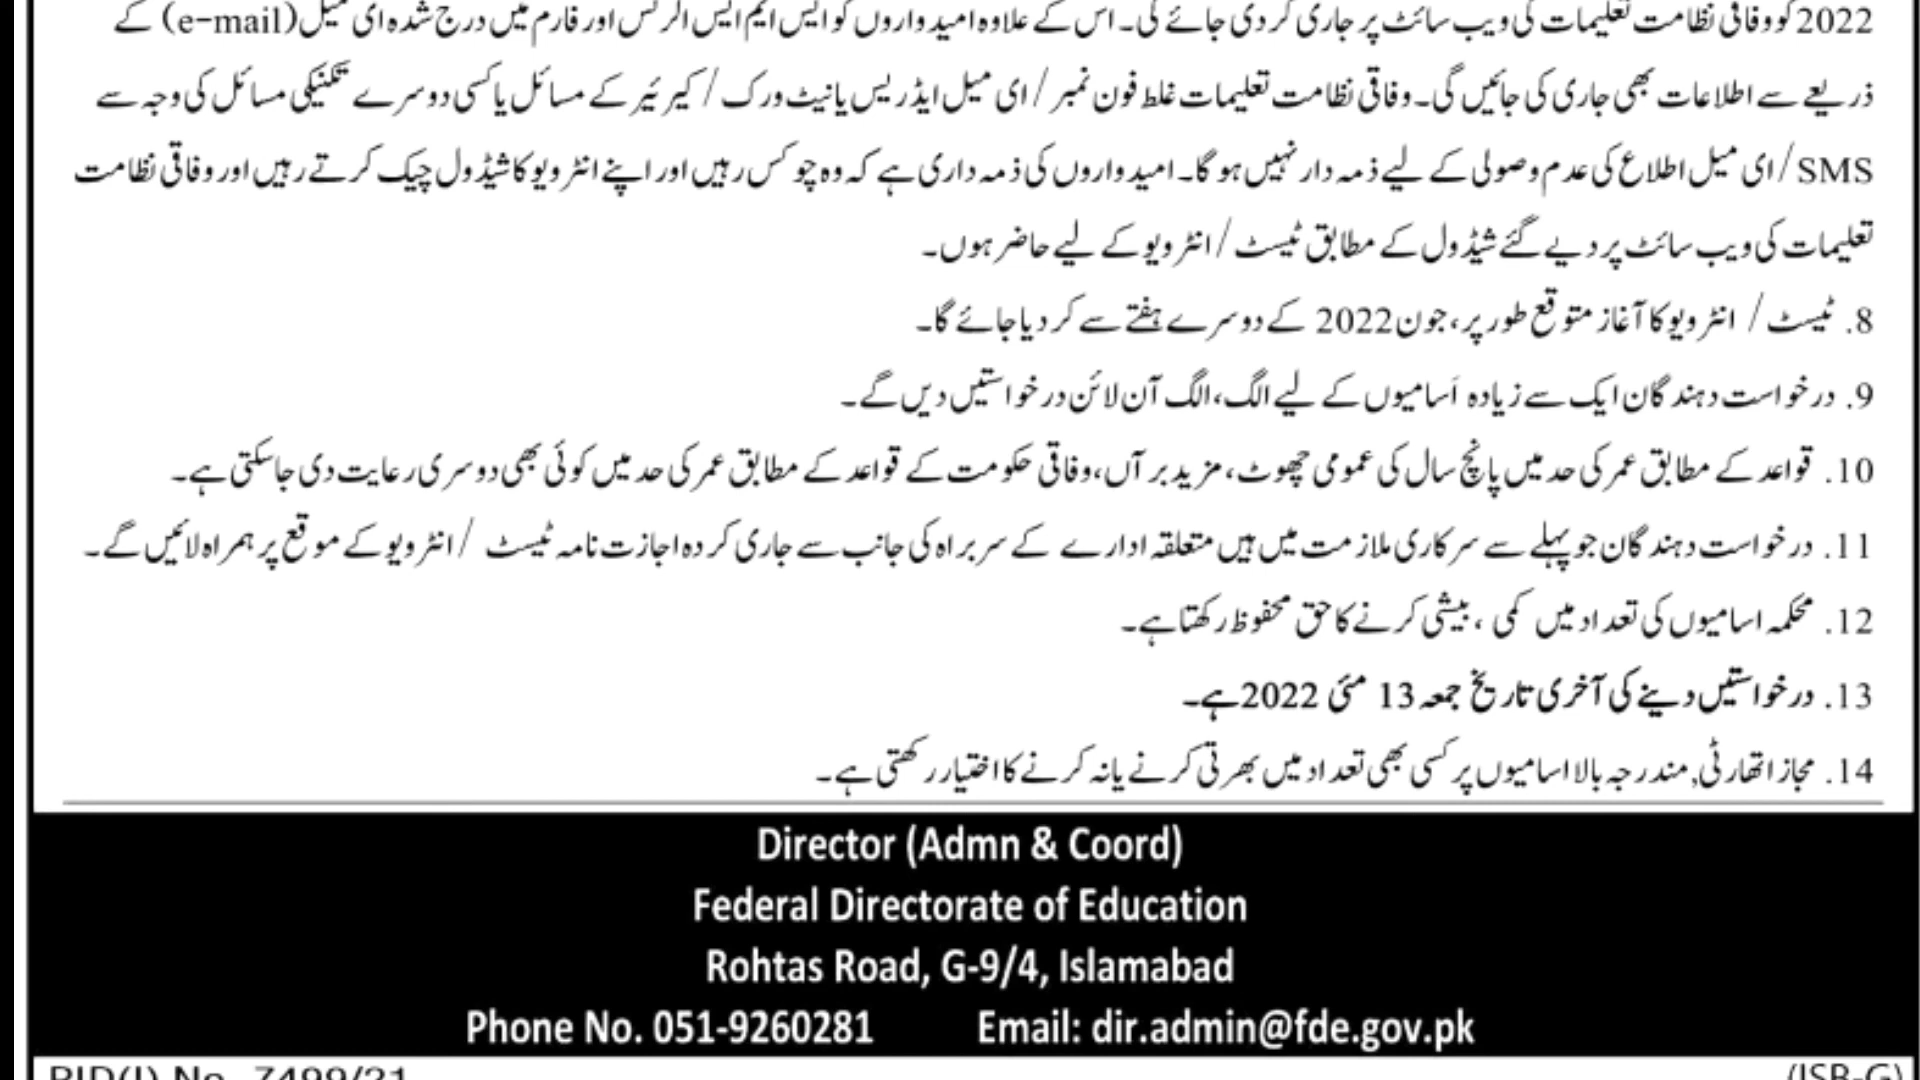 2022 کو وفاقی نظامت تعلیمات کی ویب سائٹ پر جاری کر دی جائے گی۔ اس کے علاوہ امیدواروں کو ایس ایم ایس الرٹس اور فارم میں درج شدہ ای میل (e-mail) کے
ذریعے سے اطلاعات بھی جاری کی جائیں گی۔ وفاقی نظامت تعلیمات غلط فون نمبر / ای میل ایڈریس یا نیٹ ورک / کیرئیر کے مسائل یا کسی دوسرے تکنیکی مسائل کی وجہ سے
SMS / ای میل اطلاع کی عدم وصولی کے لیے ذمہ دار نہیں ہو گا۔ امیدواروں کی ذمہ داری ہے کہ وہ چوکس رہیں اور اپنے انٹرویو کا شیڈول چیک کرتے رہیں اور وفاقی نظامت
تعلیمات کی ویب سائٹ پر دیے گئے شیڈول کے مطابق ٹیسٹ / انٹرویو کے لیے حاضر ہوں۔
8. ٹیسٹ / انٹرویو کا آغاز متوقع طور پر، جون 2022 کے دوسرے ہفتے سے کر دیا جائے گا۔
9. درخواست دہندگان ایک سے زیادہ اَسامیوں کے لیے الگ، الگ آن لائن درخواستیں دیں گے۔
10. قواعد کے مطابق عمر کی حد میں پانچ سال کی عمومی چھوٹ، مزید برآں، وفاقی حکومت کے قواعد کے مطابق عمر کی حد میں کوئی بھی دوسری رعایت دی جا سکتی ہے۔
11. درخواست دہندگان جو پہلے سے سرکاری ملازمت میں ہیں متعلقہ ادارے کے سربراہ کی جانب سے جاری کردہ اجازت نامہ ٹیسٹ / انٹرویو کے موقع پر ہمراہ لائیں گے۔
12. محکمہ اسامیوں کی تعداد میں کمی، بیشی کرنے کا حق محفوظ رکھتا ہے۔
13. درخواستیں دینے کی آخری تاریخ جمعہ 13 مئی 2022 ہے۔
14. مجاز اتھارٹی، مندرجہ بالا اسامیوں پر کسی بھی تعداد میں بھرتی کرنے یا نہ کرنے کا اختیار رکھتی ہے۔
Director (Admn & Coord)
Federal Directorate of Education
Rohtas Road, G-9/4, Islamabad
Phone No. 051-9260281 Email: dir.admin@fde.gov.pk
PID(I) No. 7499/21 (ISB-G)